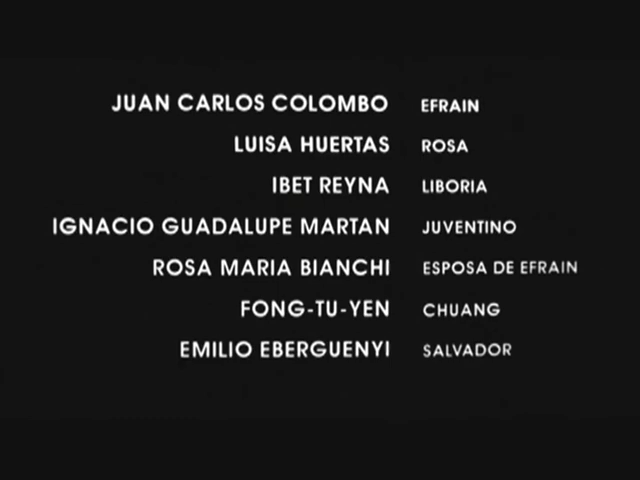 JUAN CARLOS COLOMBO EFRAIN
LUISA HUERTAS ROSA
IBET REYNA LIBORIA
IGNACIO GUADALUPE MARTAN JUVENTINO
ROSA MARIA BIANCHI ESPOSA DE EFRAIN
FONG-TU-YEN CHUANG
EMILIO EBERGUENYI SALVADOR